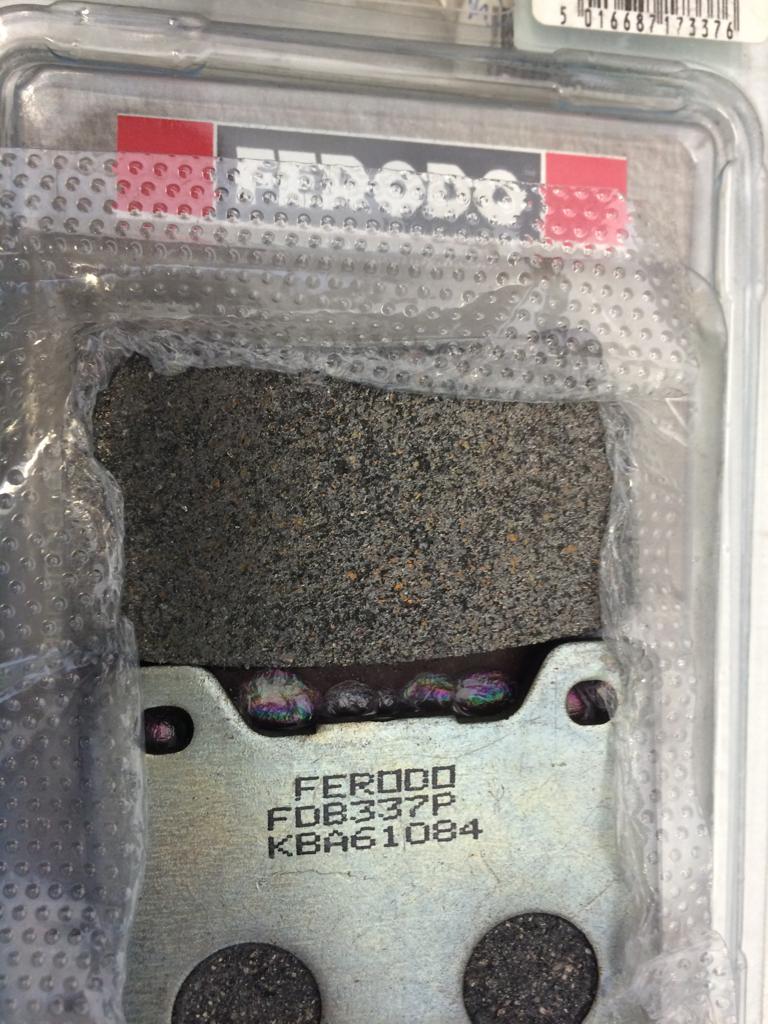 5 016687 173376
FERODO
FERODO
FDB337P
KBA61084